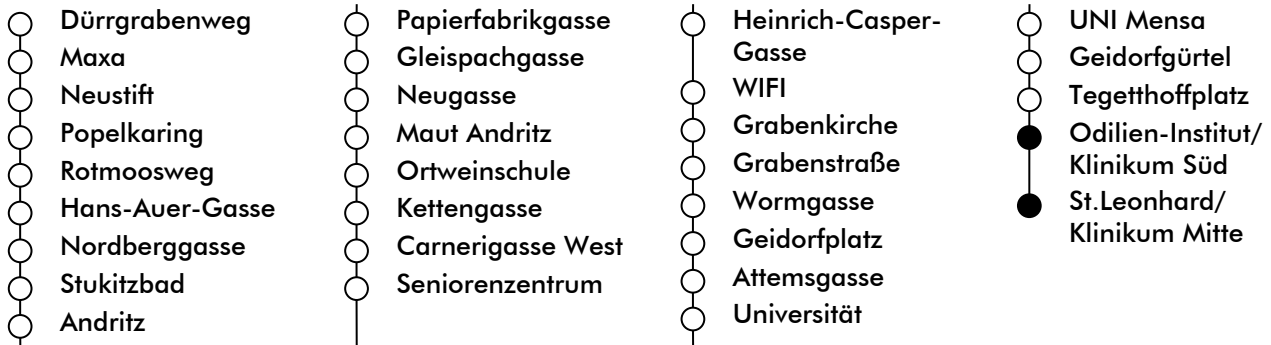 Dürrgrabenweg
Maxa
Neustift
Popelkaring
Rotmoosweg
Hans-Auer-Gasse
Nordberggasse
Stukitzbad
Andritz
Papierfabrikgasse
Gleispachgasse
Neugasse
Maut Andritz
Ortweinschule
Kettengasse
Carnerigasse West
Seniorenzentrum
Heinrich-Casper-
Gasse
WIFI
Grabenkirche
Grabenstraße
Wormgasse
Geidorfplatz
Attemsgasse
Universität
UNI Mensa
Geidorfgürtel
Tegetthoffplatz
Odilien-Institut/
Klinikum Süd
St.Leonhard/
Klinikum Mitte